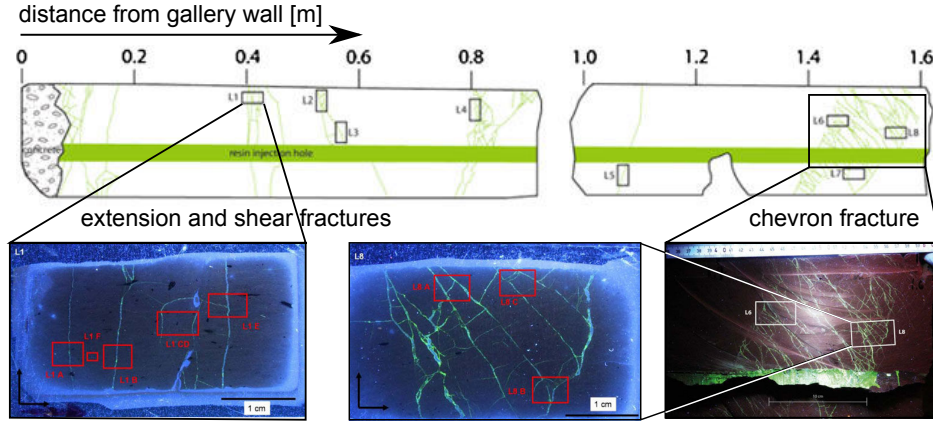 distance from gallery wall [m]
0 0.2 0.4 0.6 0.8 1.0 1.2 1.4 1.6
L1 L2 L4 L6 L8
L3
concrete resin injection hole
L5 L7
extension and shear fractures chevron fracture
L1
L1 F
L1 A L1 B L1 CD L1 E
1 cm
L8
L8 A L8 C
L8 B
1 cm
L6 L8
10 cm